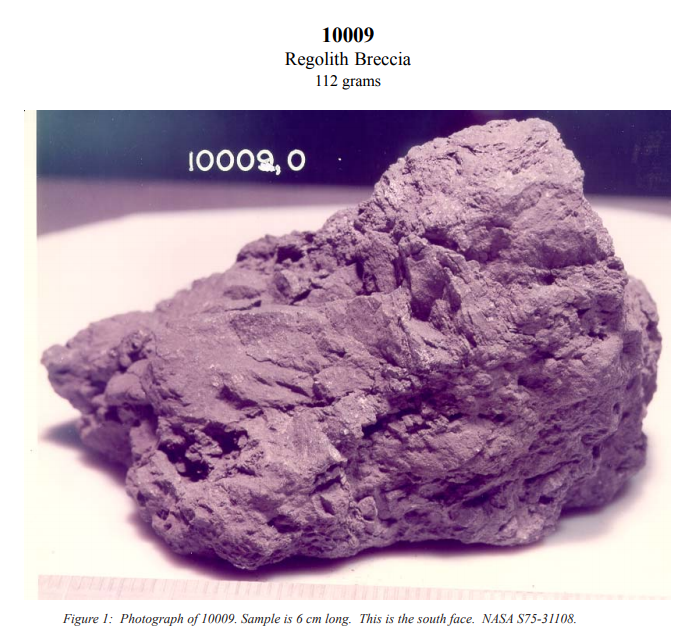 10009
Regolith Breccia
112 grams
10009,0
Figure 1: Photograph of 10009. Sample is 6 cm long. This is the south face. NASA S75-31108.